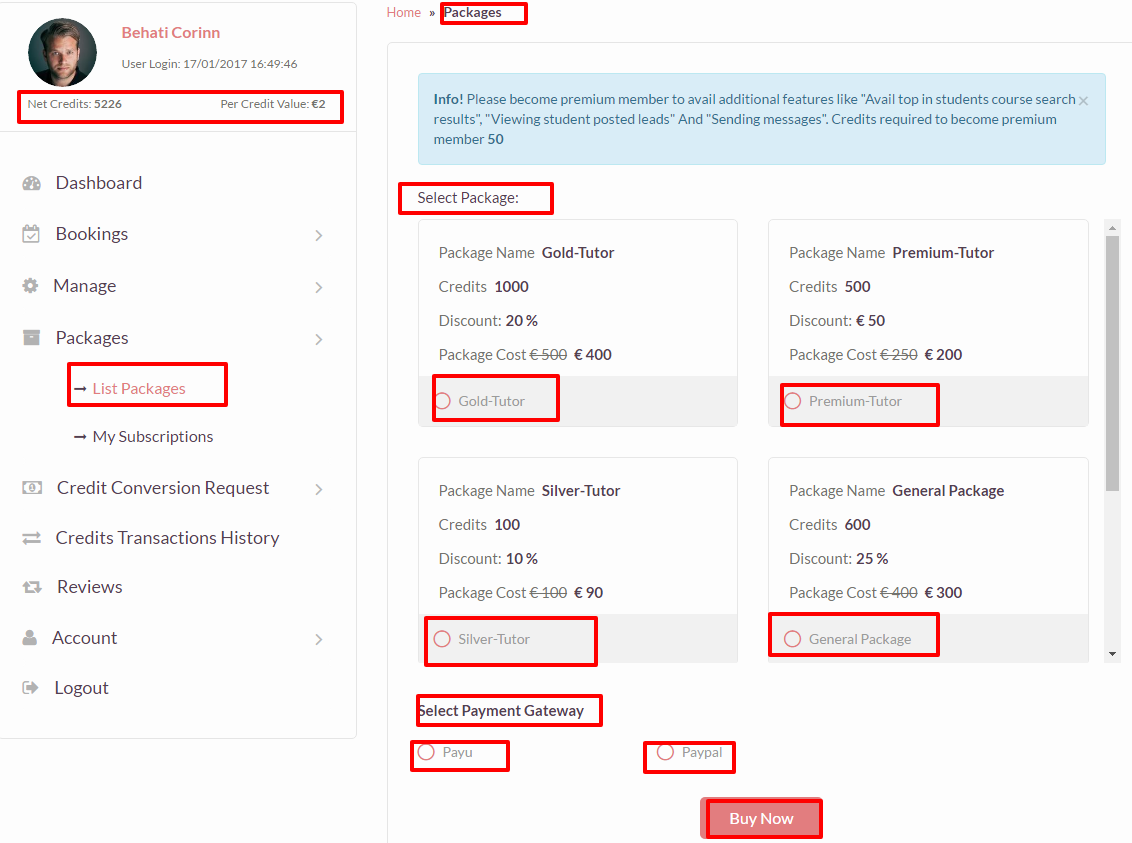 Behati Corinn
User Login: 17/01/2017 16:49:46
Net Credits: 5226 Per Credit Value: €2
Dashboard
Bookings
Manage
Packages
→ List Packages
→ My Subscriptions
Credit Conversion Request
Credits Transactions History
Reviews
Account
Logout
Home » Packages
Info! Please become premium member to avail additional features like "Avail top in students course search ×
results", "Viewing student posted leads" And "Sending messages". Credits required to become premium
member 50
Select Package:
Package Name Gold-Tutor
Credits 1000
Discount: 20 %
Package Cost € 500 € 400
Gold-Tutor
Package Name Premium-Tutor
Credits 500
Discount: € 50
Package Cost € 250 € 200
Premium-Tutor
Package Name Silver-Tutor
Credits 100
Discount: 10 %
Package Cost € 100 € 90
Silver-Tutor
Package Name General Package
Credits 600
Discount: 25 %
Package Cost € 400 € 300
General Package
Select Payment Gateway
Payu
Paypal
Buy Now